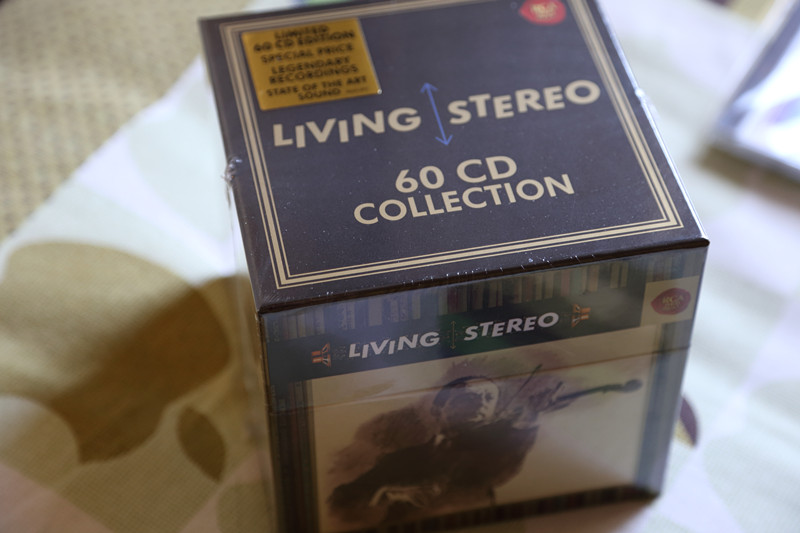 LIMITED
60 CD EDITION
SPECIAL PRICE
LEGENDARY
RECORDINGS
STATE OF THE ART
SOUND
LIVING STEREO
60 CD
COLLECTION
LIVING STEREO